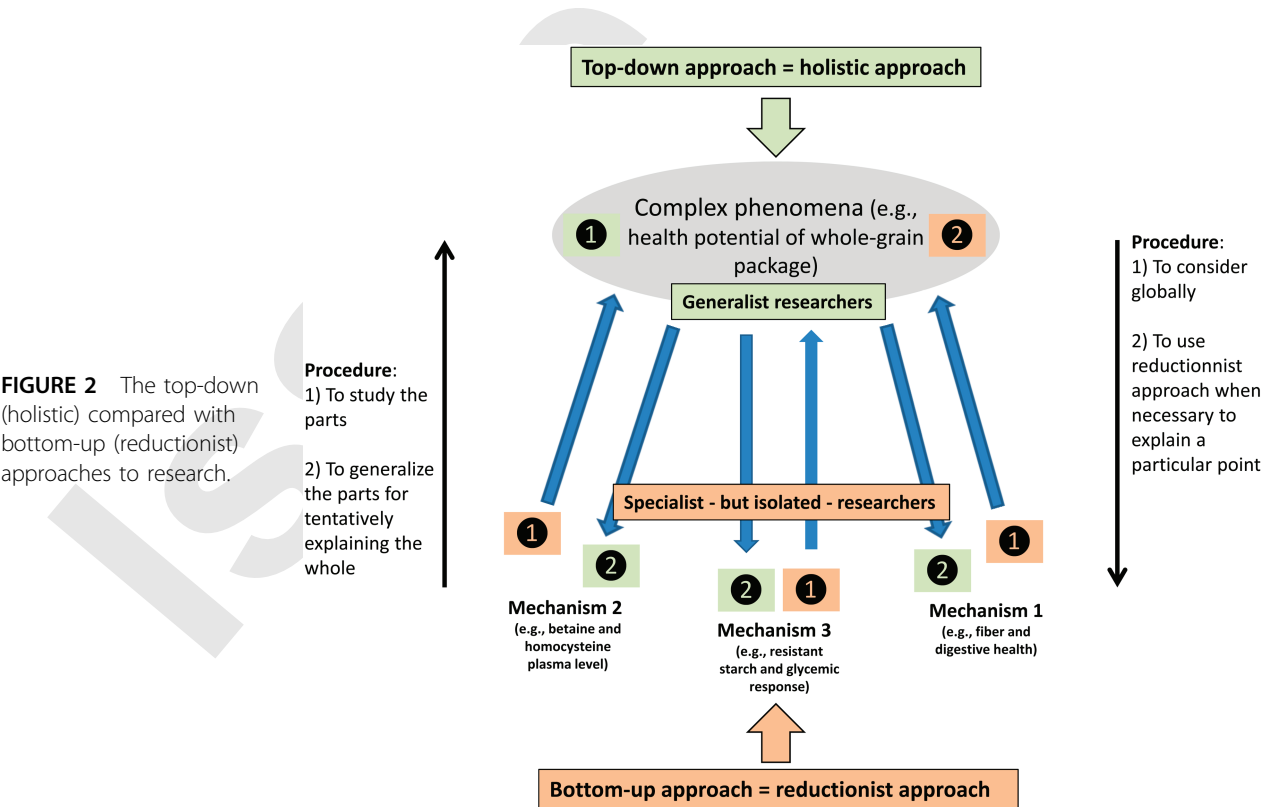 Top-down approach = holistic approach
Complex phenomena (e.g.,
health potential of whole-grain
package)
1
2
Generalist researchers
Procedure:
1) To consider
globally
2) To use
reductionnist
approach when
necessary to
explain a
particular point
FIGURE 2 The top-down
(holistic) compared with
bottom-up (reductionist)
approaches to research.
Procedure:
1) To study the
parts
2) To generalize
the parts for
tentatively
explaining the
whole
Specialist - but isolated - researchers
1
2
Mechanism 2
(e.g., betaine and
homocysteine
plasma level)
2
1
Mechanism 3
(e.g., resistant
starch and glycemic
response)
2
1
Mechanism 1
(e.g., fiber and
digestive health)
Bottom-up approach = reductionist approach